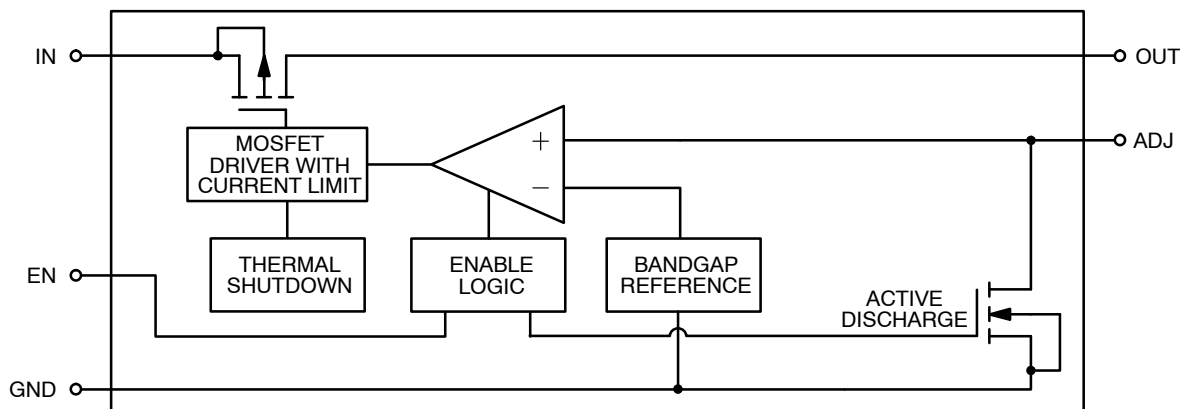 IN
OUT
MOSFET
DRIVER WITH
CURRENT LIMIT
+
−
ADJ
THERMAL
SHUTDOWN
ENABLE
LOGIC
BANDGAP
REFERENCE
EN
ACTIVE
DISCHARGE
GND